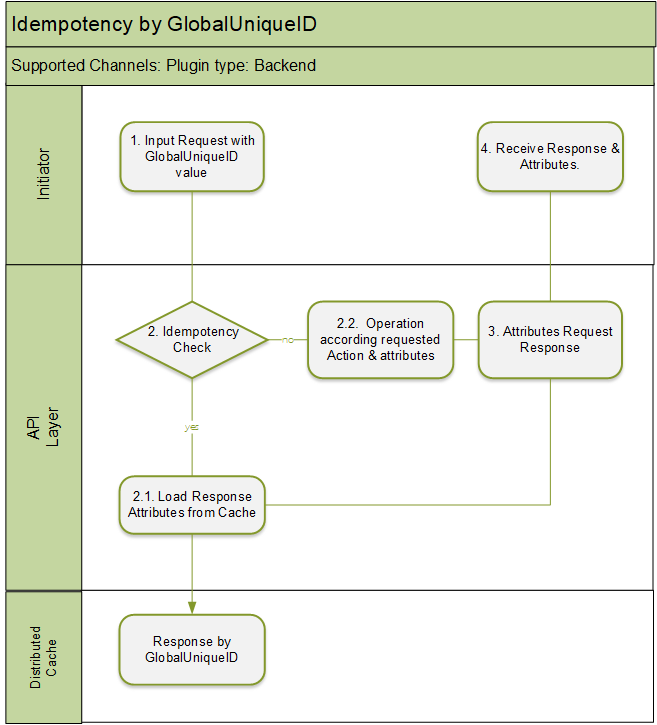 Idempotency by GlobalUniqueID
Supported Channels: Plugin type: Backend
Initiator
1. Input Request with
GlobalUniqueID
value
4. Receive Response &
Attributes.
API
Layer
2. Idempotency
Check
no
2.2. Operation
according requested
Action & attributes
3. Attributes Request
Response
yes
2.1. Load Response
Attributes from Cache
Distributed
Cache
Response by
GlobalUniqueID